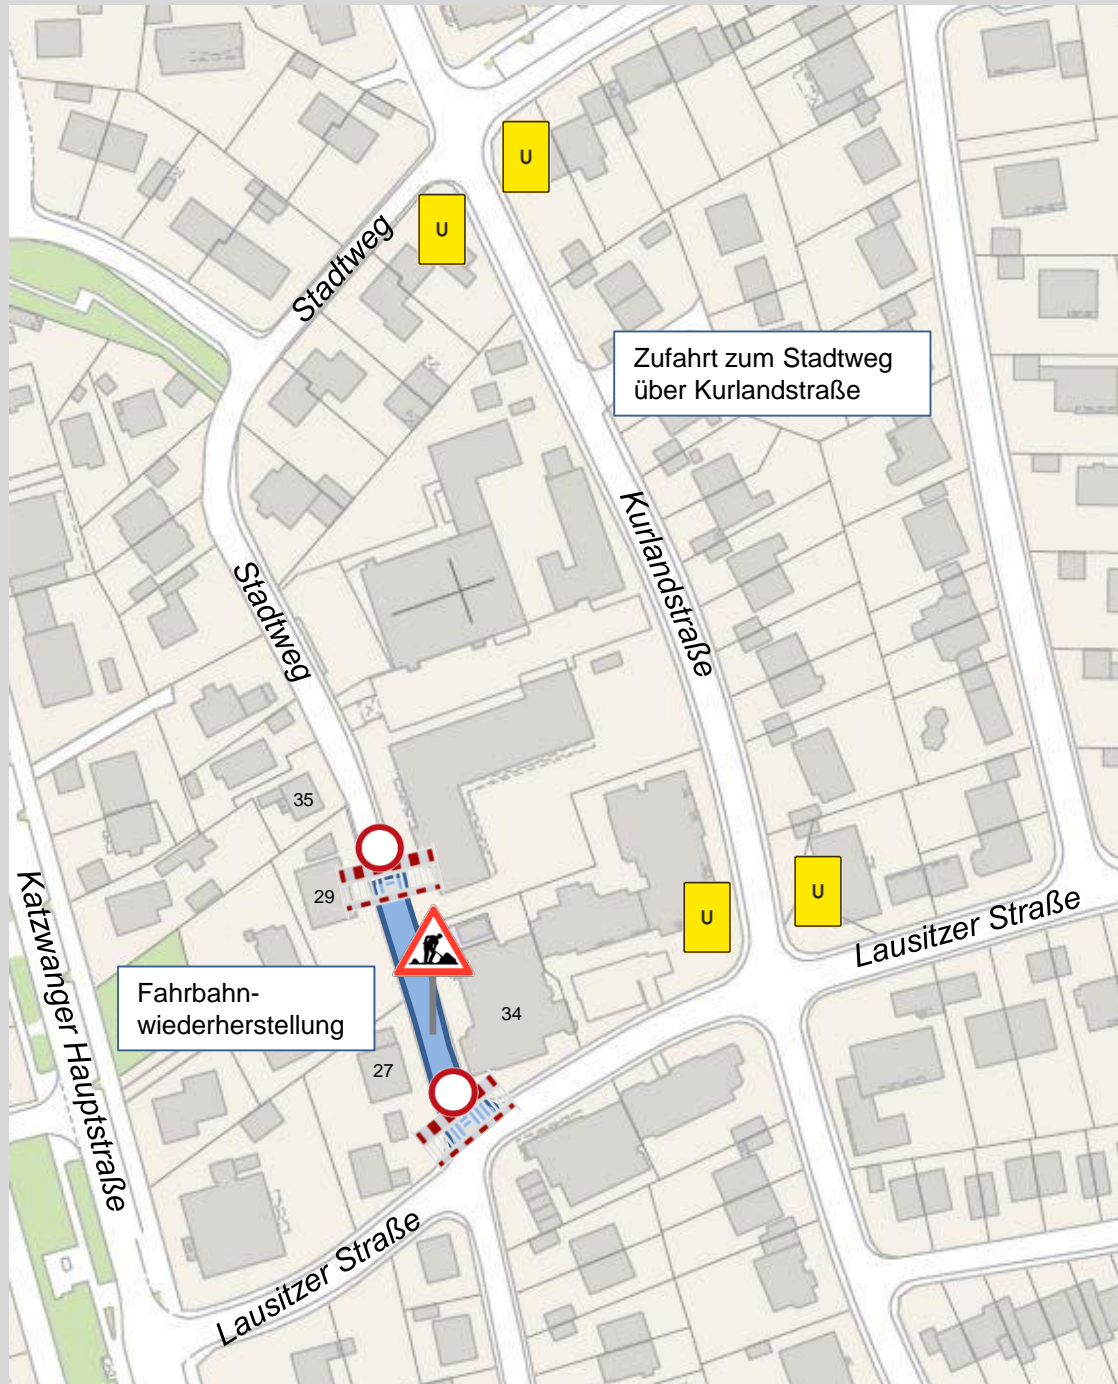 U
U
Stadtweg
Zufahrt zum Stadtweg
über Kurlandstraße
Kurlandstraße
Stadtweg
35
29
U
U
Lausitzer Straße
Katzwanger Hauptstraße
Fahrbahn-
wiederherstellung
34
27
Lausitzer Straße